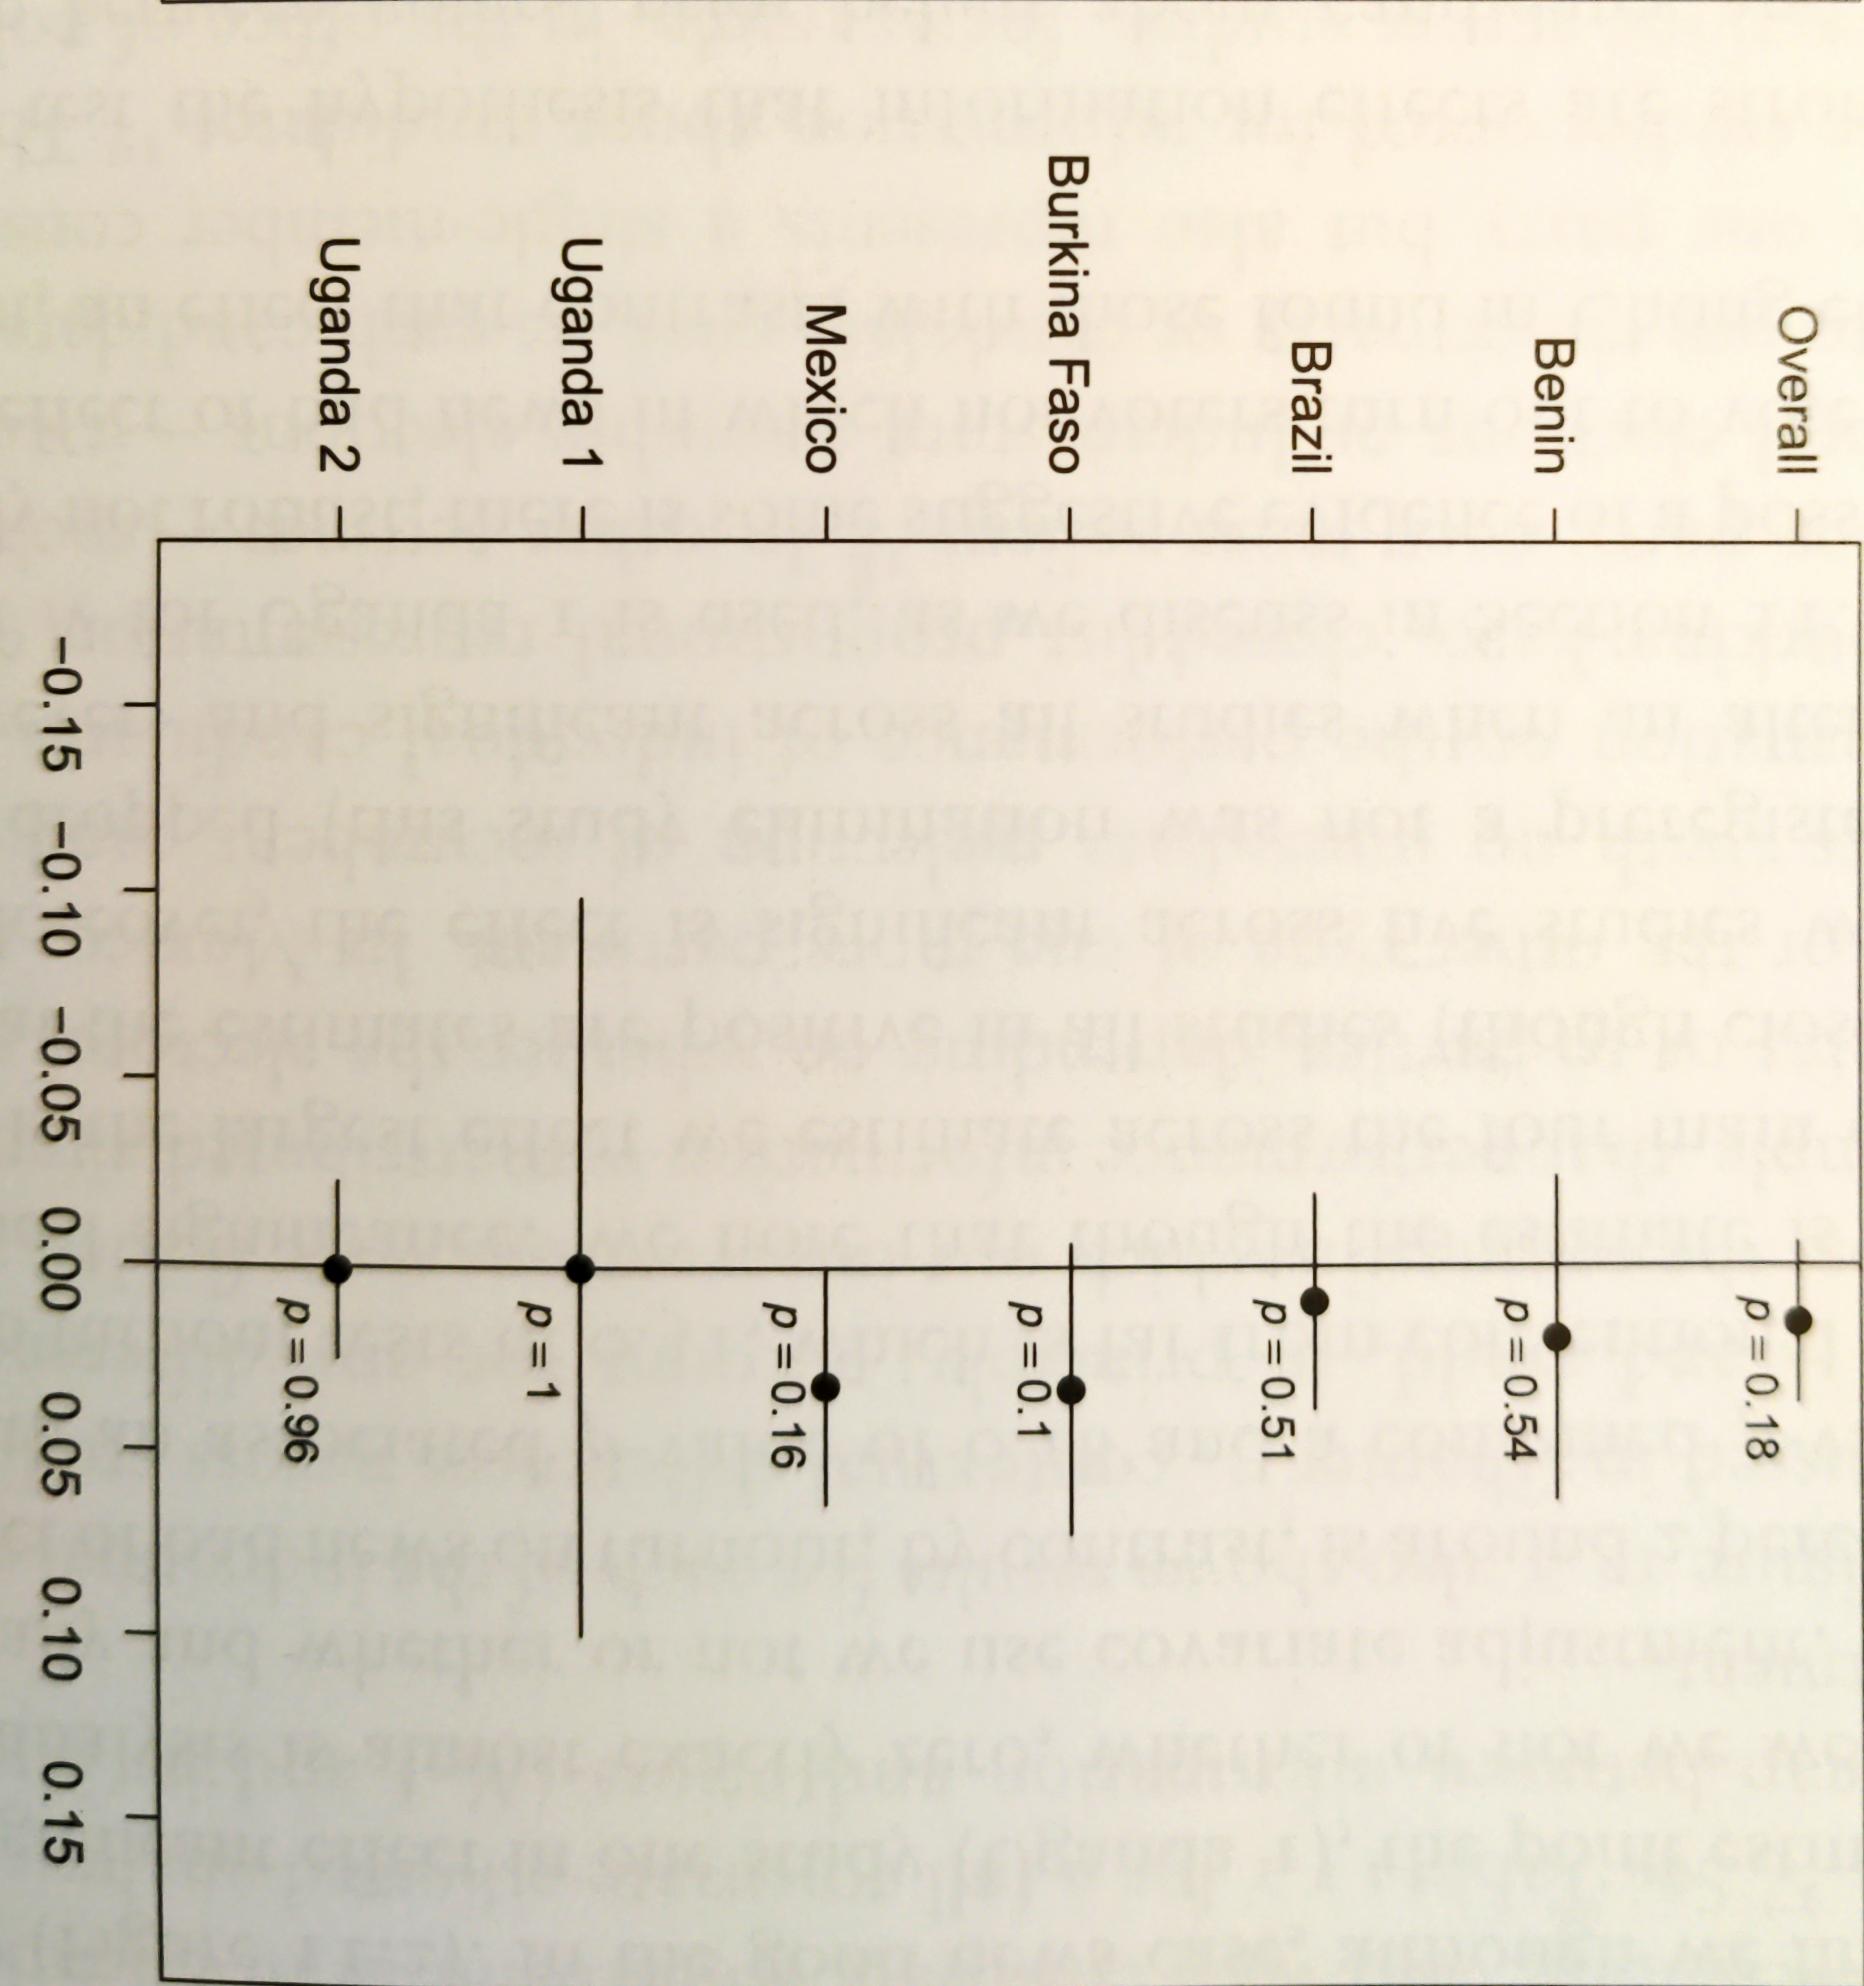 Overall
p = 0.18
Benin
p = 0.54
Brazil
p = 0.51
Burkina Faso
p = 0.1
Mexico
p = 0.16
Uganda 1
p = 1
Uganda 2
p = 0.96
−0.15 −0.10 −0.05 0.00 0.05 0.10 0.15